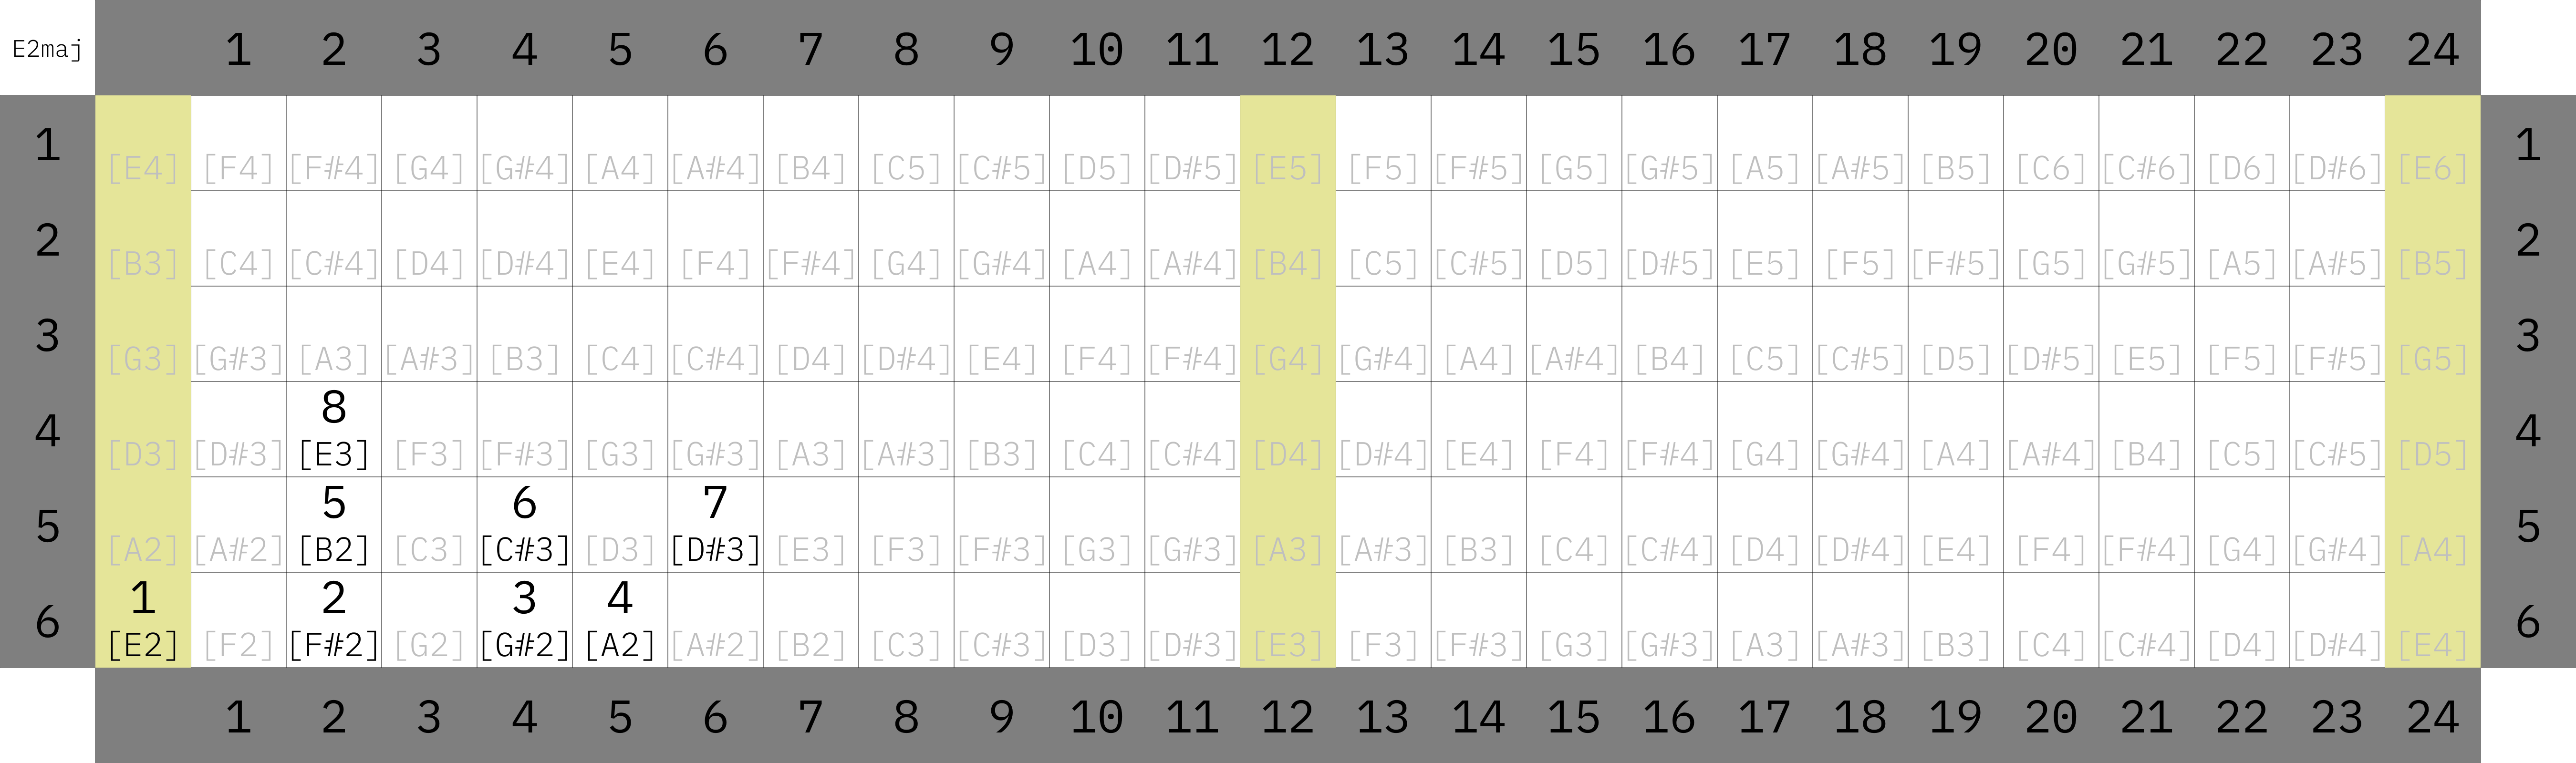 E2maj 1 2 3 4 5 6 7 8 9 10 11 12 13 14 15 16 17 18 19 20 21 22 23 24
1 [E4] [F4] [F#4] [G4] [G#4] [A4] [A#4] [B4] [C5] [C#5] [D5] [D#5] [E5] [F5] [F#5] [G5] [G#5] [A5] [A#5] [B5] [C6] [C#6] [D6] [D#6] [E6] 1
2 [B3] [C4] [C#4] [D4] [D#4] [E4] [F4] [F#4] [G4] [G#4] [A4] [A#4] [B4] [C5] [C#5] [D5] [D#5] [E5] [F5] [F#5] [G5] [G#5] [A5] [A#5] [B5] 2
3 [G3] [G#3] [A3] [A#3] [B3] [C4] [C#4] [D4] [D#4] [E4] [F4] [F#4] [G4] [G#4] [A4] [A#4] [B4] [C5] [C#5] [D5] [D#5] [E5] [F5] [F#5] [G5] 3
8
4 [D3] [D#3] [E3] [F3] [F#3] [G3] [G#3] [A3] [A#3] [B3] [C4] [C#4] [D4] [D#4] [E4] [F4] [F#4] [G4] [G#4] [A4] [A#4] [B4] [C5] [C#5] [D5] 4
5 6 7
5 [A2] [A#2] [B2] [C3] [C#3] [D3] [D#3] [E3] [F3] [F#3] [G3] [G#3] [A3] [A#3] [B3] [C4] [C#4] [D4] [D#4] [E4] [F4] [F#4] [G4] [G#4] [A4] 5
1 2 3 4
6 [E2] [F2] [F#2] [G2] [G#2] [A2] [A#2] [B2] [C3] [C#3] [D3] [D#3] [E3] [F3] [F#3] [G3] [G#3] [A3] [A#3] [B3] [C4] [C#4] [D4] [D#4] [E4] 6
1 2 3 4 5 6 7 8 9 10 11 12 13 14 15 16 17 18 19 20 21 22 23 24